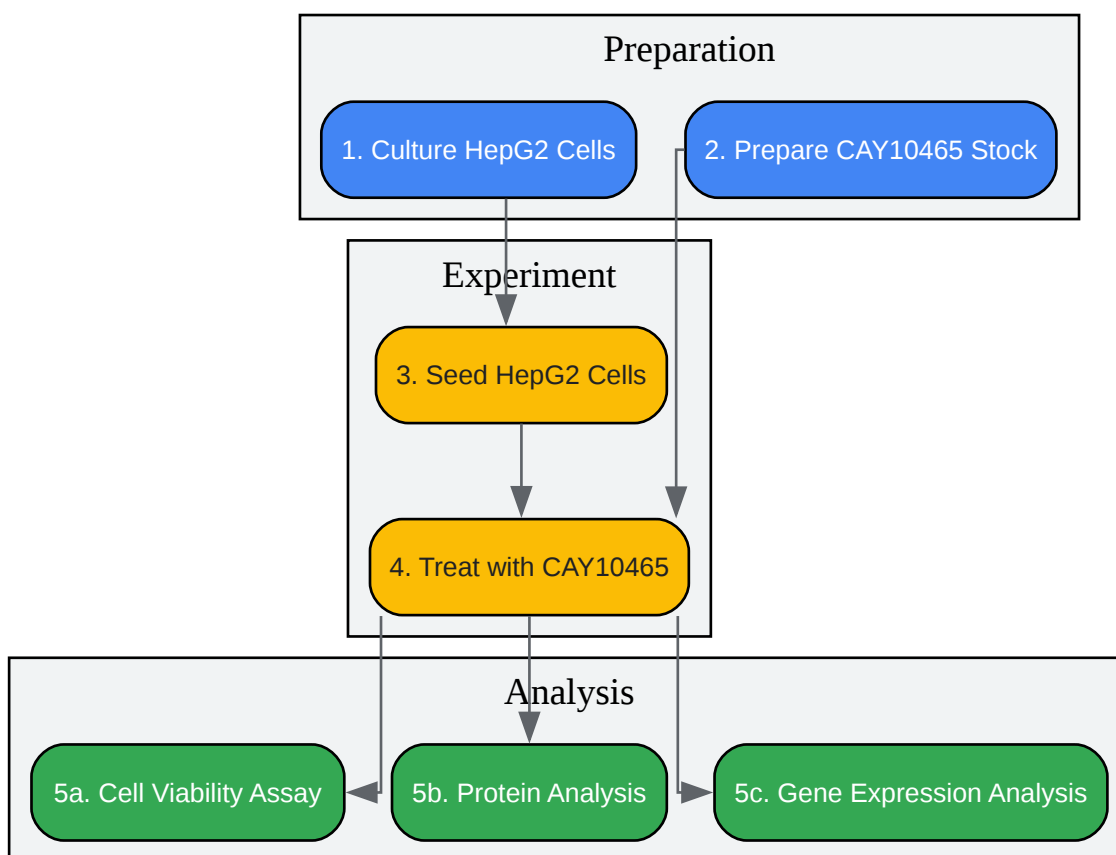 Preparation
1. Culture HepG2 Cells
2. Prepare CAY10465 Stock
Experiment
3. Seed HepG2 Cells
4. Treat with CAY10465
Analysis
5a. Cell Viability Assay
5b. Protein Analysis
5c. Gene Expression Analysis